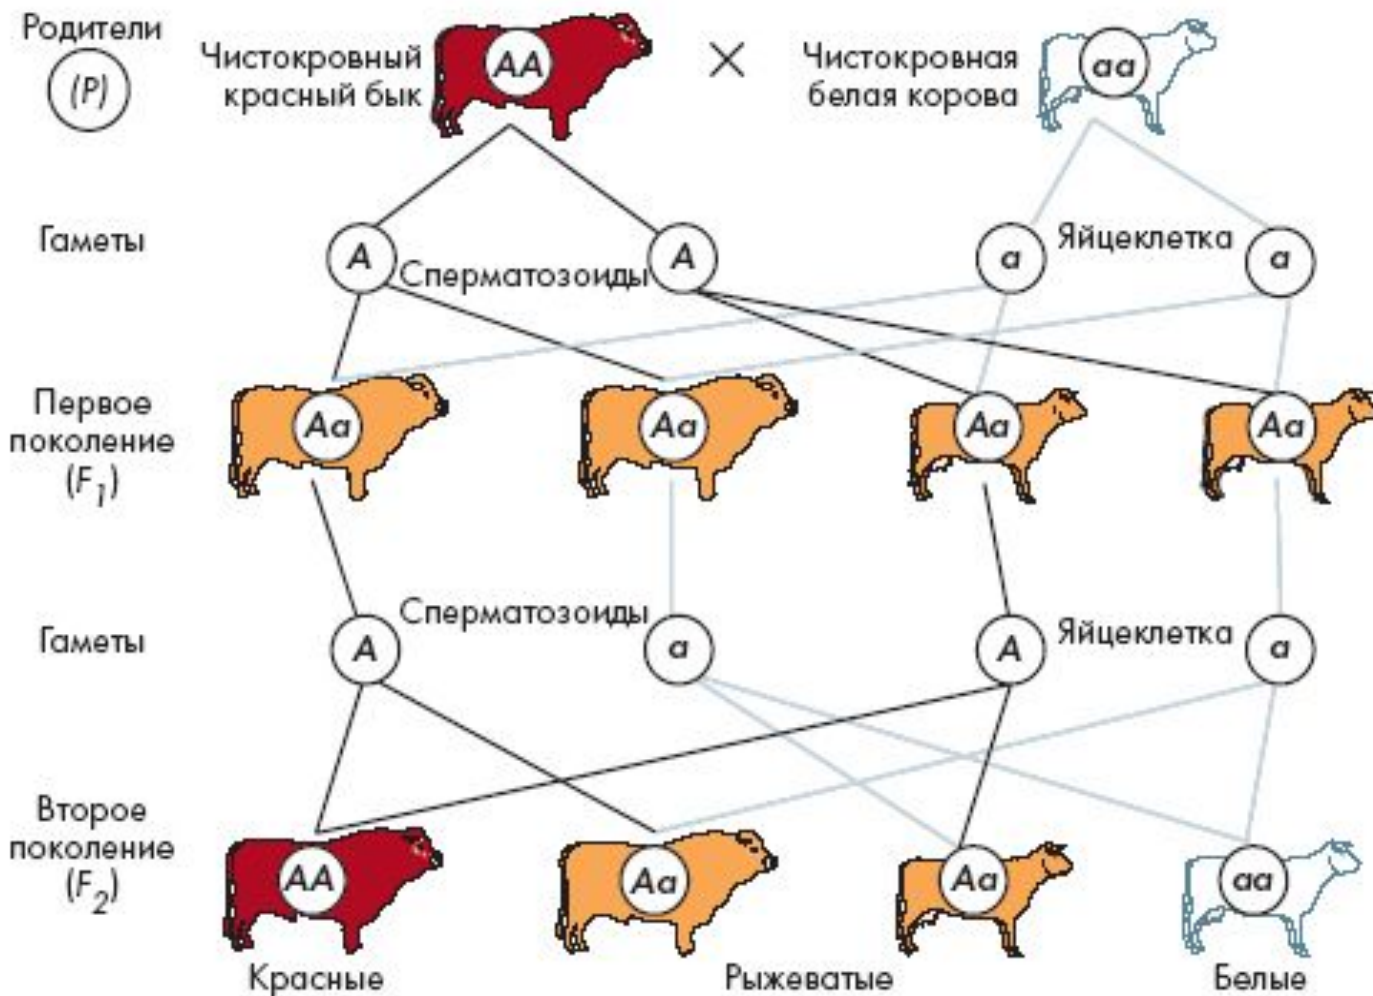 Родители
(P)
Чистокровный
красный бык
AA
×
Чистокровная
белая корова
aa
Гаметы
A
Сперматозоиды
A
a
Яйцеклетка
a
Первое
поколение
(F1)
Aa
Aa
Aa
Aa
Гаметы
A
Сперматозоиды
a
A
Яйцеклетка
a
Второе
поколение
(F2)
AA
Aa
Aa
aa
Красные
Рыжеватые
Белые